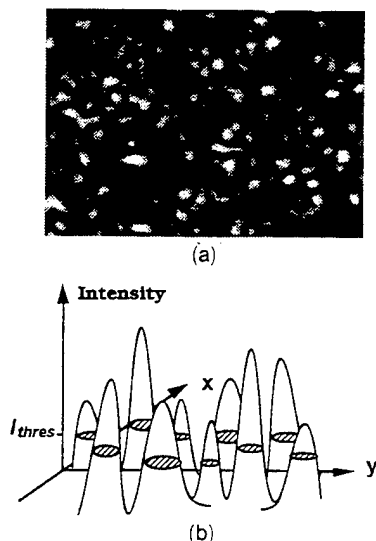 (a)
Intensity
x
I_thres
y
(b)